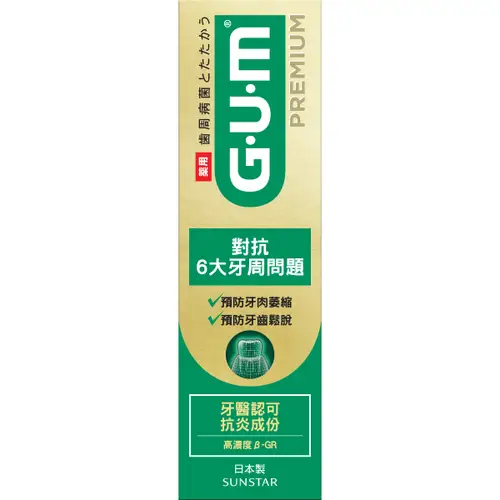 歯周病菌とたたかう
薬用
G·U·M®
PREMIUM
對抗
6大牙周問題
預防牙肉萎縮
預防牙齒鬆脫
牙醫認可
抗炎成份
高濃度 β-GR
日本製
SUNSTAR